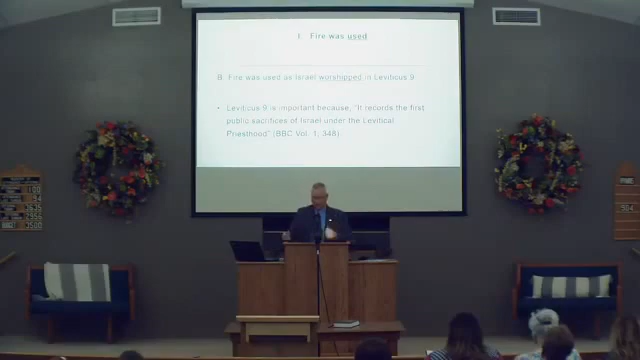 I. Fire was used
B. Fire was used as Israel worshipped in Leviticus 9
• Leviticus 9 is important because, "It records the first
public sacrifices of Israel under the Levitical
Priesthood" (BBC Vol. 1; 348).